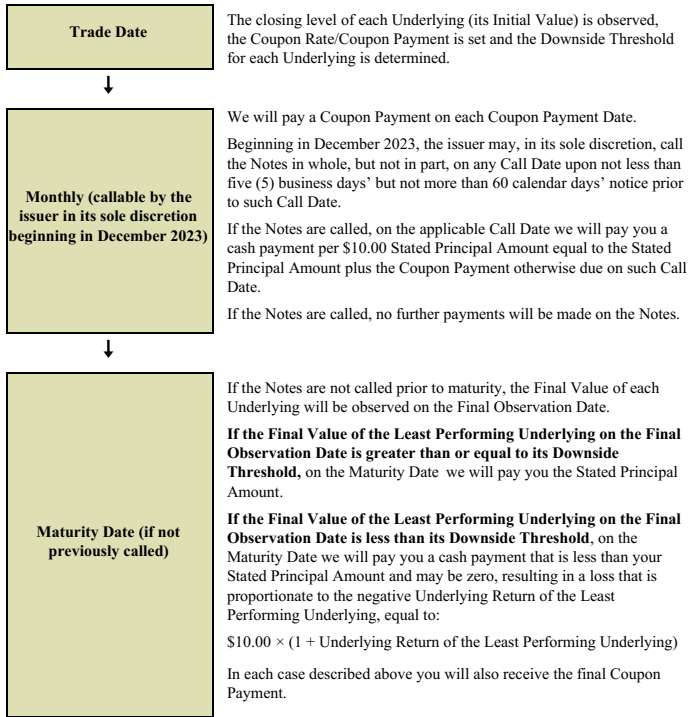 Trade Date
The closing level of each Underlying (its Initial Value) is observed,
the Coupon Rate/Coupon Payment is set and the Downside Threshold
for each Underlying is determined.
Monthly (callable by the
issuer in its sole discretion
beginning in December 2023)
We will pay a Coupon Payment on each Coupon Payment Date.
Beginning in December 2023, the issuer may, in its sole discretion, call
the Notes in whole, but not in part, on any Call Date upon not less than
five (5) business days’ but not more than 60 calendar days’ notice prior
to such Call Date.
If the Notes are called, on the applicable Call Date we will pay you a
cash payment per $10.00 Stated Principal Amount equal to the Stated
Principal Amount plus the Coupon Payment otherwise due on such Call
Date.
If the Notes are called, no further payments will be made on the Notes.
Maturity Date (if not
previously called)
If the Notes are not called prior to maturity, the Final Value of each
Underlying will be observed on the Final Observation Date.
If the Final Value of the Least Performing Underlying on the Final
Observation Date is greater than or equal to its Downside
Threshold, on the Maturity Date we will pay you the Stated Principal
Amount.
If the Final Value of the Least Performing Underlying on the Final
Observation Date is less than its Downside Threshold, on the
Maturity Date we will pay you a cash payment that is less than your
Stated Principal Amount and may be zero, resulting in a loss that is
proportionate to the negative Underlying Return of the Least
Performing Underlying, equal to:
$10.00 × (1 + Underlying Return of the Least Performing Underlying)
In each case described above you will also receive the final Coupon
Payment.